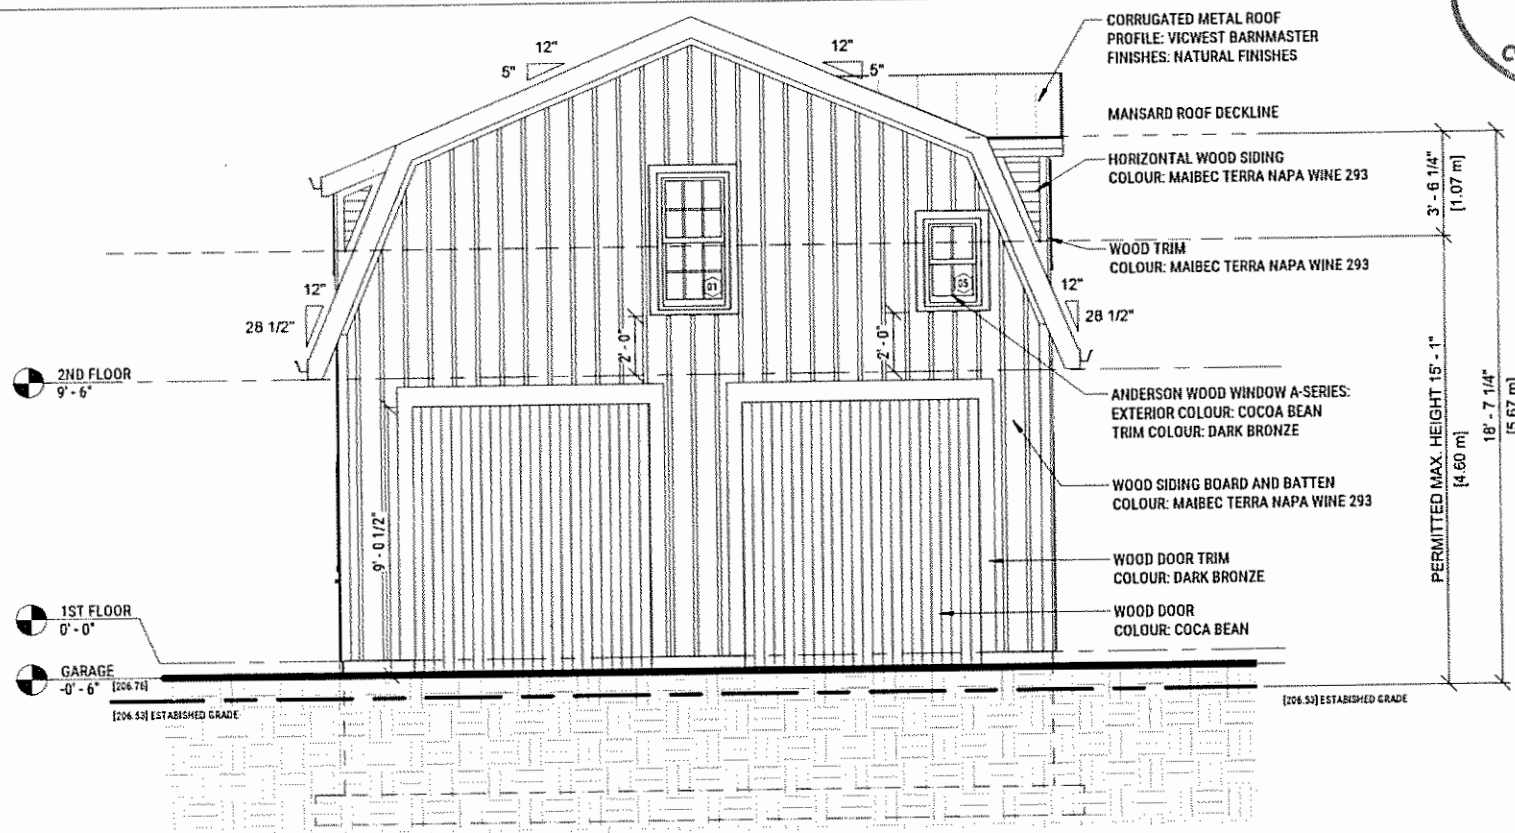 CORRUGATED METAL ROOF
PROFILE: VICWEST BARNMASTER
FINISHES: NATURAL FINISHES
12"
5"
12"
5"
MANSARD ROOF DECKLINE
HORIZONTAL WOOD SIDING
COLOUR: MAIBEC TERRA NAPA WINE 293
3' - 6 1/4"
[1.07 m]
WOOD TRIM
COLOUR: MAIBEC TERRA NAPA WINE 293
01
05
12"
28 1/2"
12"
28 1/2"
2' - 0"
2' - 0"
2ND FLOOR
9' - 6"
ANDERSON WOOD WINDOW A-SERIES:
EXTERIOR COLOUR: COCOA BEAN
TRIM COLOUR: DARK BRONZE
PERMITTED MAX. HEIGHT 15' - 1"
[4.60 m]
18' - 7 1/4"
[5.67 m]
WOOD SIDING BOARD AND BATTEN
COLOUR: MAIBEC TERRA NAPA WINE 293
9' - 0 1/2"
WOOD DOOR TRIM
COLOUR: DARK BRONZE
WOOD DOOR
COLOUR: COCA BEAN
1ST FLOOR
0' - 0"
GARAGE
-0' - 6"
[206.76]
[206.53] ESTABISHED GRADE
[206.53] ESTABISHED GRADE